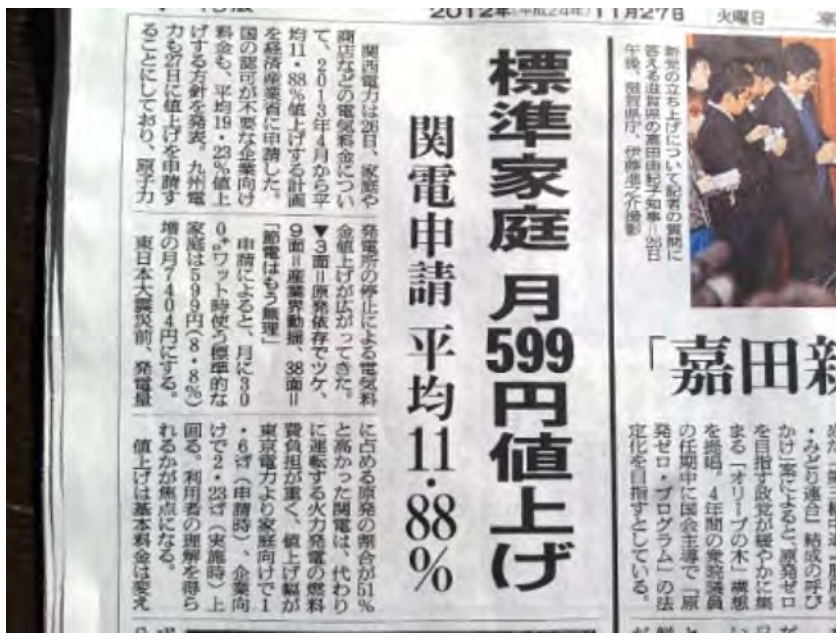 2012年(平成24年)11月27日 火曜日
新党の立ち上げについて記者の質問に
答える滋賀県の嘉田由紀子知事=26日
午後、滋賀県庁、伊藤進之介撮影
「嘉田新
・みどり連合」結成の呼び
かけ」案によると、原発ゼロ
を目指す政党が緩やかに集
まる「オリーブの木」構想
を提唱。4年間の衆院議員
の任期中に国会主導で「原
発ゼロ・プログラム」の法
定化を目指すとしている。
標準家庭 月599円値上げ
関電申請 平均11・88%
関西電力は26日、家庭や
商店などの電気料金につい
て、2013年4月から平
均11・88%値上げする計画
を経済産業省に申請した。
国の認可が不要な企業向け
料金も、平均19・23%値上
げする方針を発表。九州電
力も27日に値上げを申請す
ることにしており、原子力
発電所の停止による電気料
金値上げが広がってきた。
▼3面=原発依存でツケ、
9面=産業界動揺、38面=
「節電はもう無理」
申請によると、月に30
0㌔ワット時使う標準的な
家庭は599円(8・8%)
増の月7404円にする。
東日本大震災前、発電量
に占める原発の割合が51%
と高かった関電は、代わり
に運転する火力発電の燃料
費負担が重く、値上げ幅が
東京電力より家庭向けで1
・6㌽(申請時)、企業向
けで2・23㌽(実施時)上
回る。利用者の理解を得ら
れるかが焦点になる。
値上げは基本料金は変え